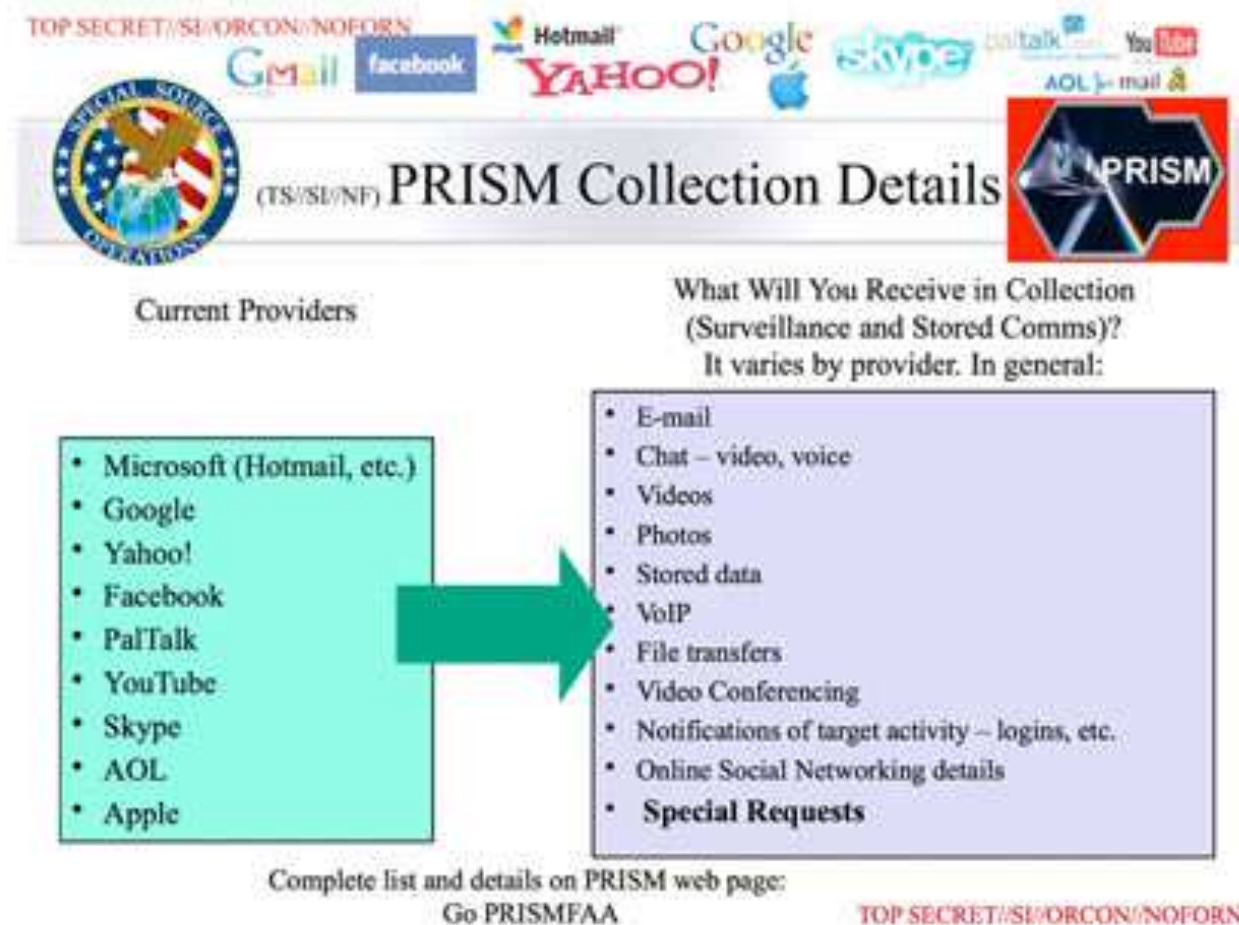 TOP SECRET//SI//ORCON//NOFORN
Gmail
facebook
Hotmail
YAHOO!
Google
skype
paltalk
YouTube
AOL mail
SPECIAL SOURCE
OPERATIONS
(TS//SI//NF) PRISM Collection Details
PRISM
Current Providers
• Microsoft (Hotmail, etc.)
• Google
• Yahoo!
• Facebook
• PalTalk
• YouTube
• Skype
• AOL
• Apple
What Will You Receive in Collection
(Surveillance and Stored Comms)?
It varies by provider. In general:
• E-mail
• Chat – video, voice
• Videos
• Photos
• Stored data
• VoIP
• File transfers
• Video Conferencing
• Notifications of target activity – logins, etc.
• Online Social Networking details
• Special Requests
Complete list and details on PRISM web page:
Go PRISMFAA
TOP SECRET//SI//ORCON//NOFORN